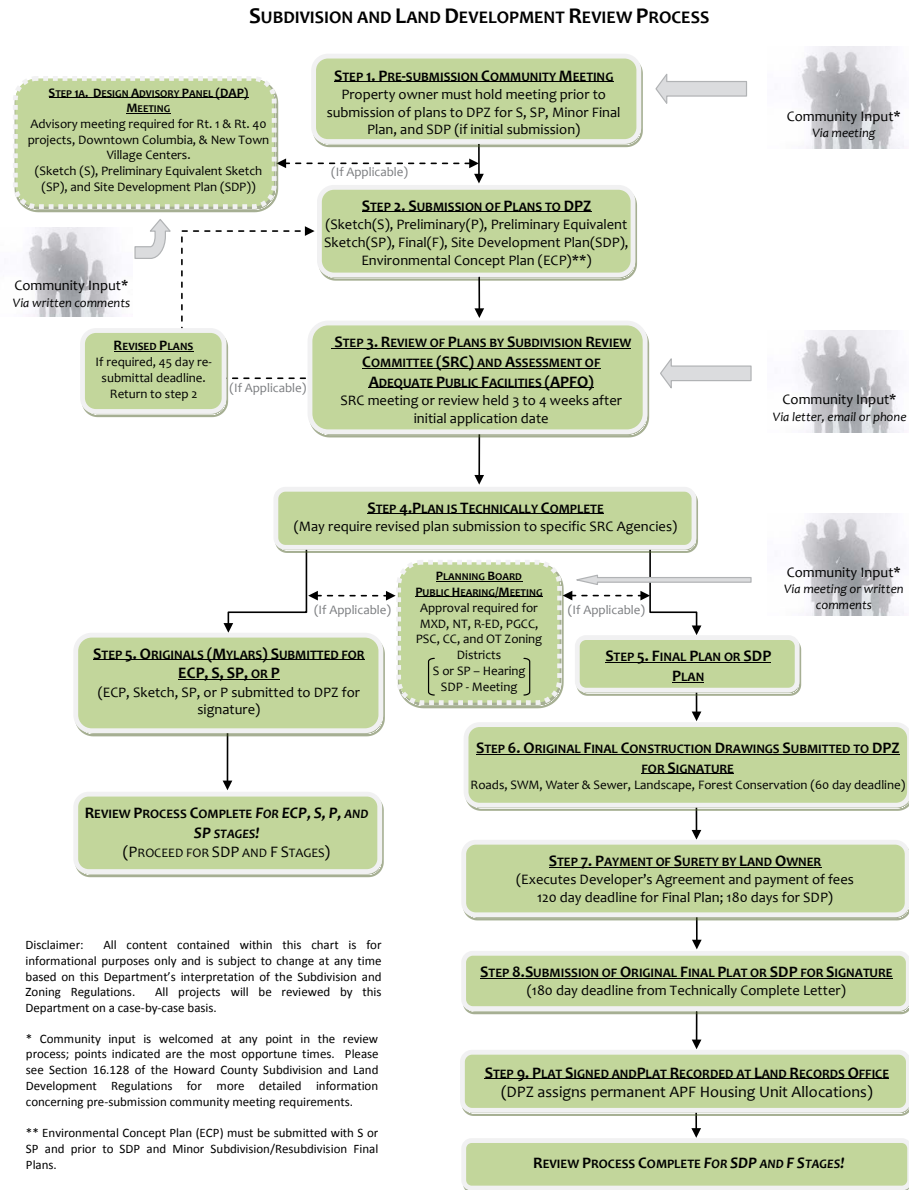 SUBDIVISION AND LAND DEVELOPMENT REVIEW PROCESS
STEP 1. PRE-SUBMISSION COMMUNITY MEETING
Property owner must hold meeting prior to
submission of plans to DPZ for S, SP, Minor Final
Plan, and SDP (if initial submission)
Community Input*
Via meeting
STEP 1A. DESIGN ADVISORY PANEL (DAP)
MEETING
Advisory meeting required for Rt. 1 & Rt. 40
projects, Downtown Columbia, & New Town
Village Centers.
(Sketch (S), Preliminary Equivalent Sketch
(SP), and Site Development Plan (SDP))
(If Applicable)
Community Input*
Via written comments
STEP 2. SUBMISSION OF PLANS TO DPZ
(Sketch(S), Preliminary(P), Preliminary Equivalent
Sketch(SP), Final(F), Site Development Plan(SDP),
Environmental Concept Plan (ECP)**)
REVISED PLANS
If required, 45 day re-
submittal deadline.
Return to step 2
(If Applicable)
STEP 3. REVIEW OF PLANS BY SUBDIVISION REVIEW
COMMITTEE (SRC) AND ASSESSMENT OF
ADEQUATE PUBLIC FACILITIES (APFO)
SRC meeting or review held 3 to 4 weeks after
initial application date
Community Input*
Via letter, email or phone
STEP 4.PLAN IS TECHNICALLY COMPLETE
(May require revised plan submission to specific SRC Agencies)
Community Input*
Via meeting or written
comments
(If Applicable)
PLANNING BOARD
PUBLIC HEARING/MEETING
Approval required for
MXD, NT, R-ED, PGCC,
PSC, CC, and OT Zoning
Districts
S or SP – Hearing
SDP - Meeting
(If Applicable)
STEP 5. ORIGINALS (MYLARS) SUBMITTED FOR
ECP, S, SP, OR P
(ECP, Sketch, SP, or P submitted to DPZ for
signature)
REVIEW PROCESS COMPLETE FOR ECP, S, P, AND
SP STAGES!
(PROCEED FOR SDP AND F STAGES)
STEP 5. FINAL PLAN OR SDP
PLAN
STEP 6. ORIGINAL FINAL CONSTRUCTION DRAWINGS SUBMITTED TO DPZ
FOR SIGNATURE
Roads, SWM, Water & Sewer, Landscape, Forest Conservation (60 day deadline)
STEP 7. PAYMENT OF SURETY BY LAND OWNER
(Executes Developer's Agreement and payment of fees
120 day deadline for Final Plan; 180 days for SDP)
STEP 8.SUBMISSION OF ORIGINAL FINAL PLAT OR SDP FOR SIGNATURE
(180 day deadline from Technically Complete Letter)
STEP 9. PLAT SIGNED ANDPLAT RECORDED AT LAND RECORDS OFFICE
(DPZ assigns permanent APF Housing Unit Allocations)
REVIEW PROCESS COMPLETE FOR SDP AND F STAGES!
Disclaimer: All content contained within this chart is for
informational purposes only and is subject to change at any time
based on this Department's interpretation of the Subdivision and
Zoning Regulations. All projects will be reviewed by this
Department on a case-by-case basis.
* Community input is welcomed at any point in the review
process; points indicated are the most opportune times. Please
see Section 16.128 of the Howard County Subdivision and Land
Development Regulations for more detailed information
concerning pre-submission community meeting requirements.
** Environmental Concept Plan (ECP) must be submitted with S or
SP and prior to SDP and Minor Subdivision/Resubdivision Final
Plans.